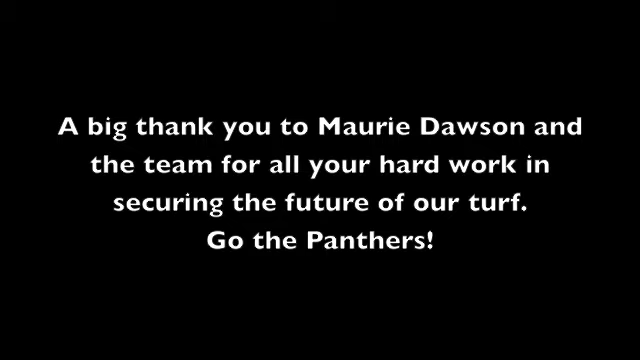 A big thank you to Maurie Dawson and
the team for all your hard work in
securing the future of our turf.
Go the Panthers!